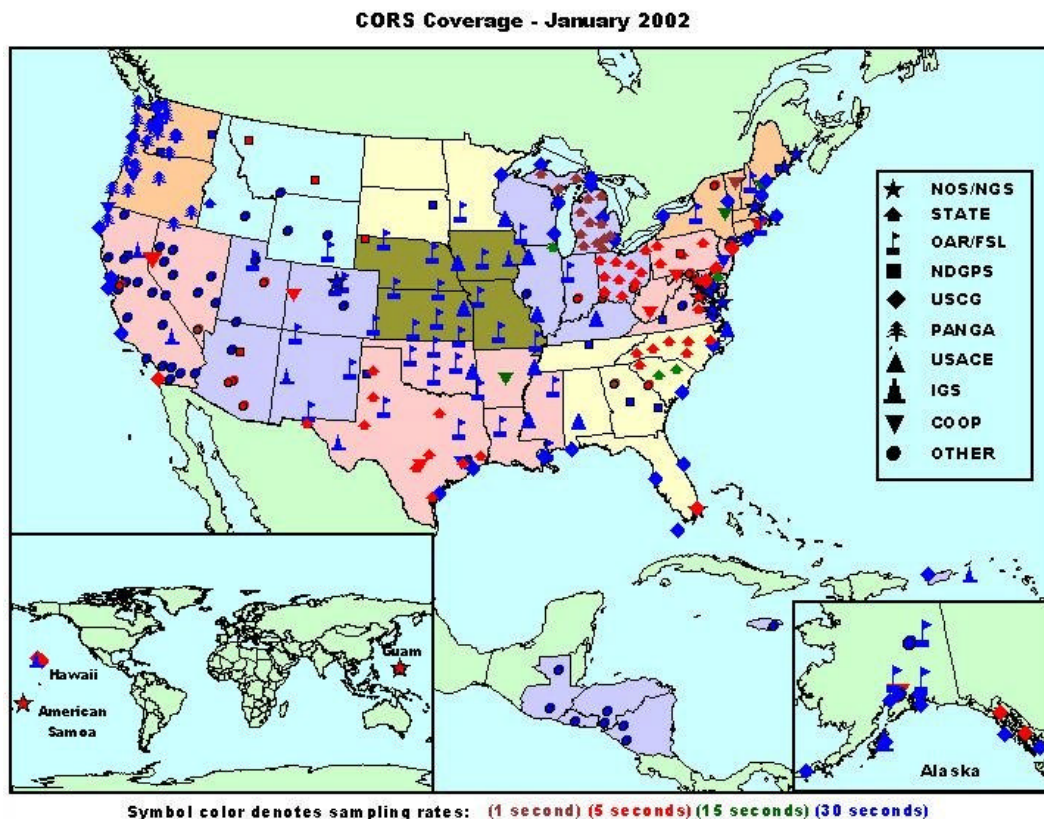 CORS Coverage - January 2002
NOS/NGS
STATE
OAR/FSL
NDGPS
USCG
PANGA
USACE
IGS
COOP
OTHER
Hawaii
Guam
American
Samoa
Alaska
Symbol color denotes sampling rates: (1 second) (5 seconds) (15 seconds) (30 seconds)